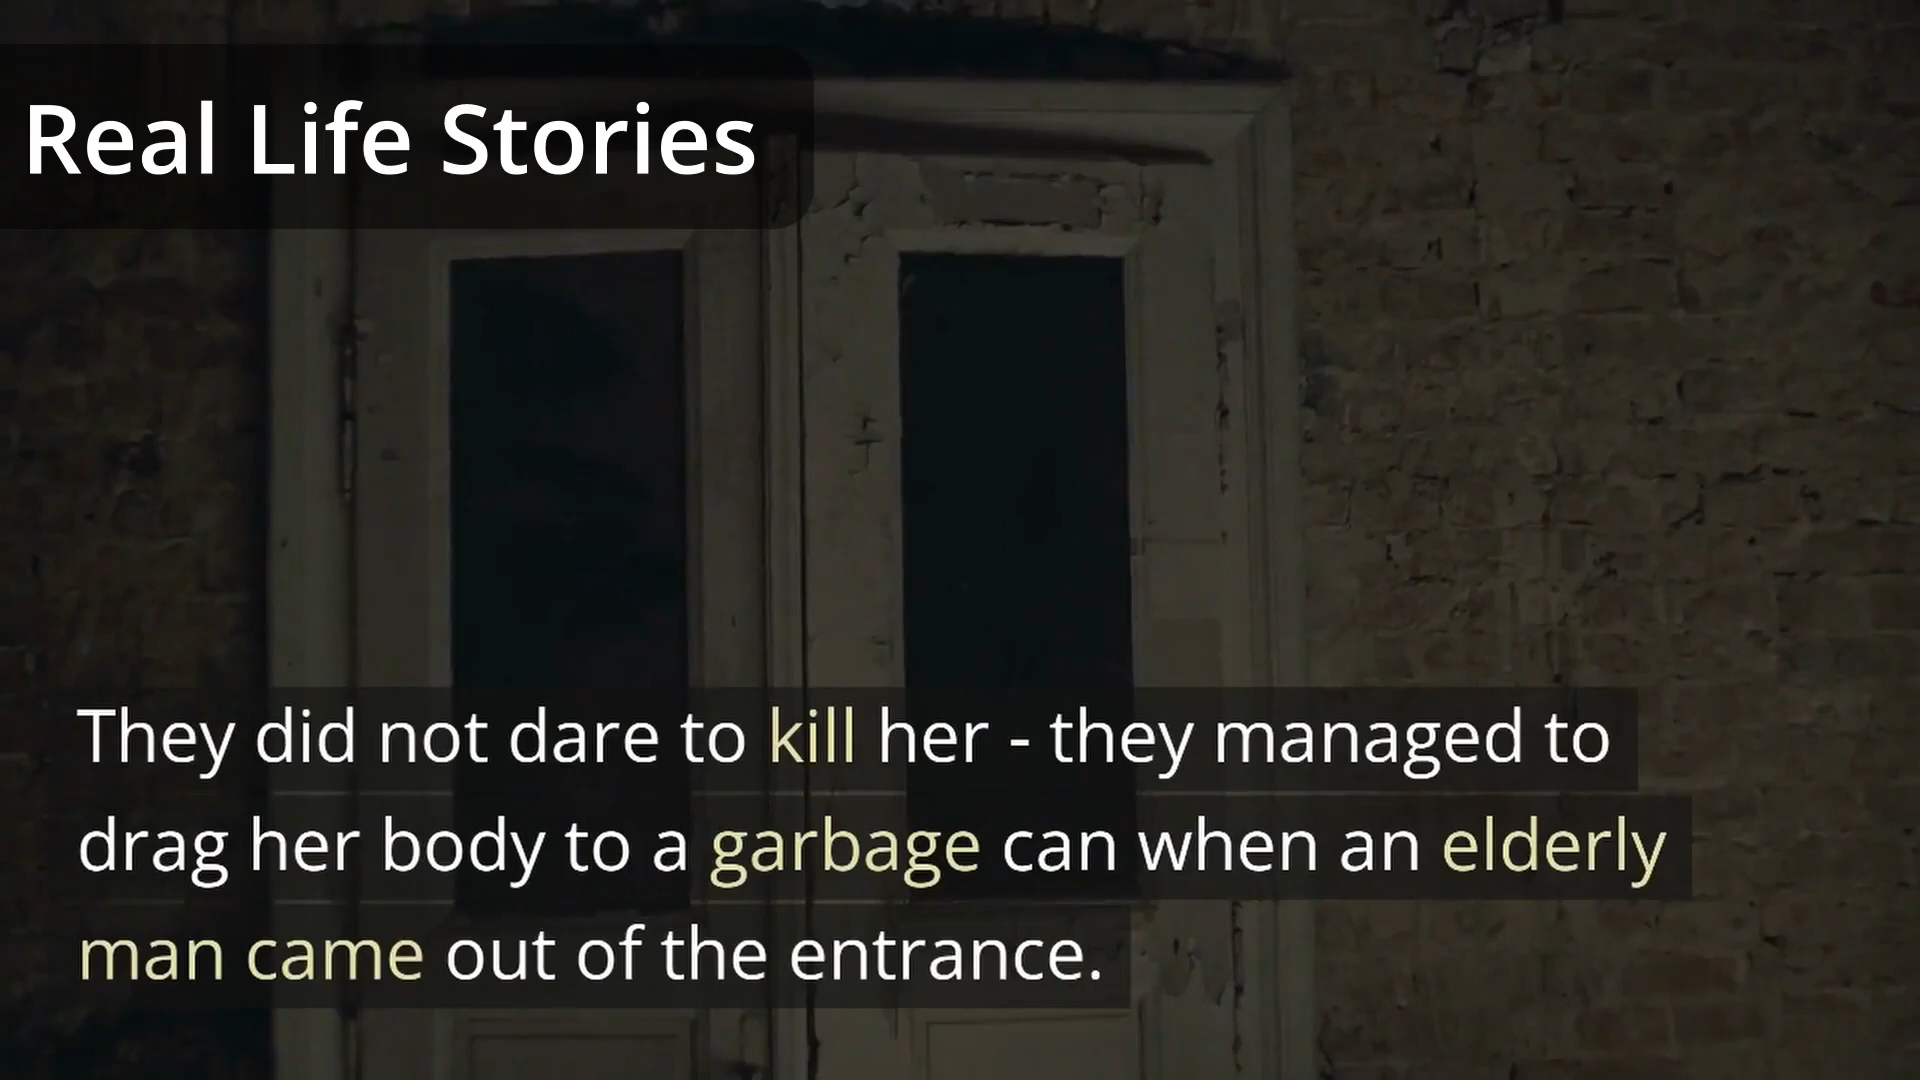 Real Life Stories
They did not dare to kill her - they managed to
drag her body to a garbage can when an elderly
man came out of the entrance.